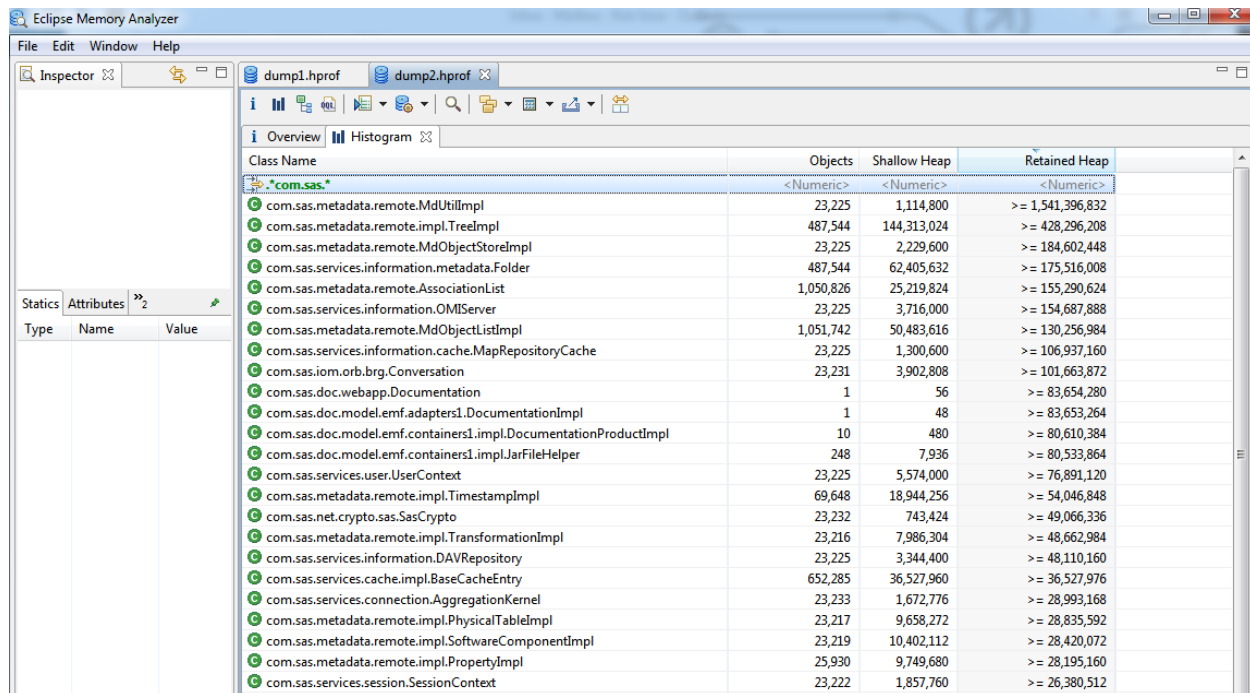 Eclipse Memory Analyzer
File Edit Window Help
Inspector
dump1.hprof dump2.hprof
i Overview Histogram
Class Name Objects Shallow Heap Retained Heap
.*com.sas.* <Numeric> <Numeric> <Numeric>
com.sas.metadata.remote.MdUtilImpl 23,225 1,114,800 >= 1,541,396,832
com.sas.metadata.remote.impl.TreeImpl 487,544 144,313,024 >= 428,296,208
com.sas.metadata.remote.MdObjectStoreImpl 23,225 2,229,600 >= 184,602,448
com.sas.services.information.metadata.Folder 487,544 62,405,632 >= 175,516,008
com.sas.metadata.remote.AssociationList 1,050,826 25,219,824 >= 155,290,624
com.sas.services.information.OMIServer 23,225 3,716,000 >= 154,687,888
com.sas.metadata.remote.MdObjectListImpl 1,051,742 50,483,616 >= 130,256,984
com.sas.services.information.cache.MapRepositoryCache 23,225 1,300,600 >= 106,937,160
com.sas.iom.orb.brg.Conversation 23,231 3,902,808 >= 101,663,872
com.sas.doc.webapp.Documentation 1 56 >= 83,654,280
com.sas.doc.model.emf.adapters1.DocumentationImpl 1 48 >= 83,653,264
com.sas.doc.model.emf.containers1.impl.DocumentationProductImpl 10 480 >= 80,610,384
com.sas.doc.model.emf.containers1.impl.JarFileHelper 248 7,936 >= 80,533,864
com.sas.services.user.UserContext 23,225 5,574,000 >= 76,891,120
com.sas.metadata.remote.impl.TimestampImpl 69,648 18,944,256 >= 54,046,848
com.sas.net.crypto.sas.SasCrypto 23,232 743,424 >= 49,066,336
com.sas.metadata.remote.impl.TransformationImpl 23,216 7,986,304 >= 48,662,984
com.sas.services.information.DAVRepository 23,225 3,344,400 >= 48,110,160
com.sas.services.cache.impl.BaseCacheEntry 652,285 36,527,960 >= 36,527,976
com.sas.services.connection.AggregationKernel 23,233 1,672,776 >= 28,993,168
com.sas.metadata.remote.impl.PhysicalTableImpl 23,217 9,658,272 >= 28,835,592
com.sas.metadata.remote.impl.SoftwareComponentImpl 23,219 10,402,112 >= 28,420,072
com.sas.metadata.remote.impl.PropertyImpl 25,930 9,749,680 >= 28,195,160
com.sas.services.session.SessionContext 23,222 1,857,760 >= 26,380,512
Statics Attributes »2
Type Name Value